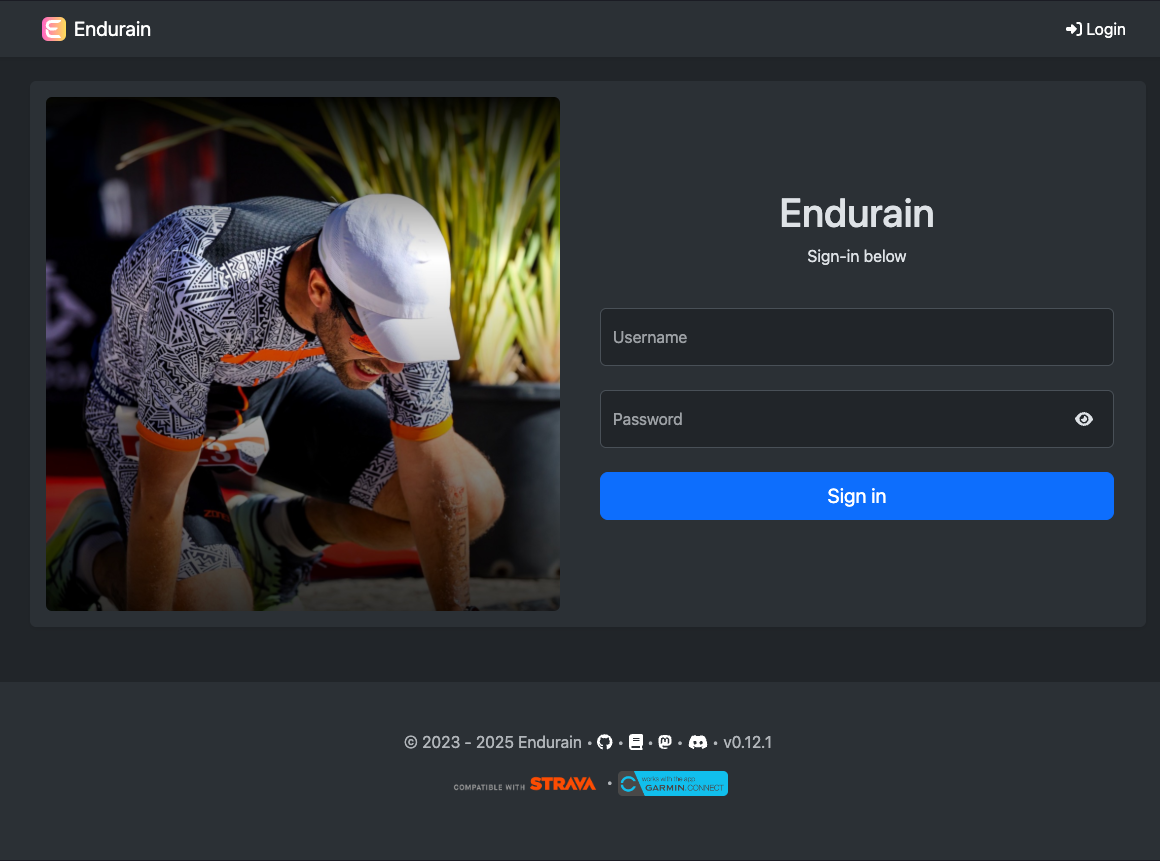 Endurain
Login
Endurain
Sign-in below
Username
Password
Sign in
© 2023 - 2025 Endurain • • • • • v0.12.1
COMPATIBLE WITH STRAVA • works with the app
GARMIN.CONNECT